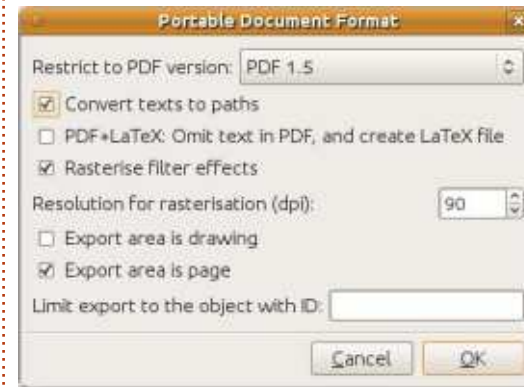 Portable Document Format
Restrict to PDF version: PDF 1.5
Convert texts to paths
PDF+LaTeX: Omit text in PDF, and create LaTeX file
Rasterise filter effects
Resolution for rasterisation (dpi): 90
Export area is drawing
Export area is page
Limit export to the object with ID:
Cancel OK